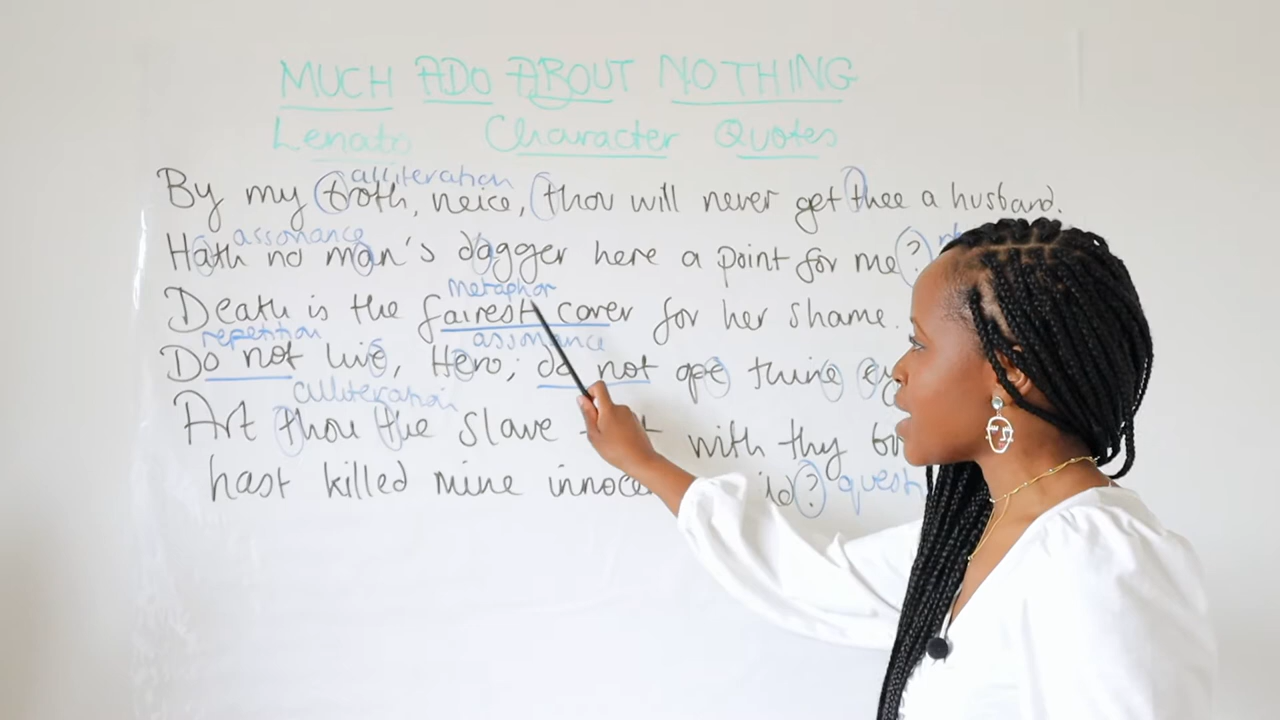 MUCH ADO ABOUT NOTHING
Lenato Character Quotes
alliteration
By my troth, neice, thou will never get thee a husband.
assonance
Hath no man's dagger here a point for me?
metaphor
Death is the fairest cover for her shame.
repetition assonance
Do not live, Hero; do not ope thine
alliteration
Art thou the slave with thy
hast killed mine question